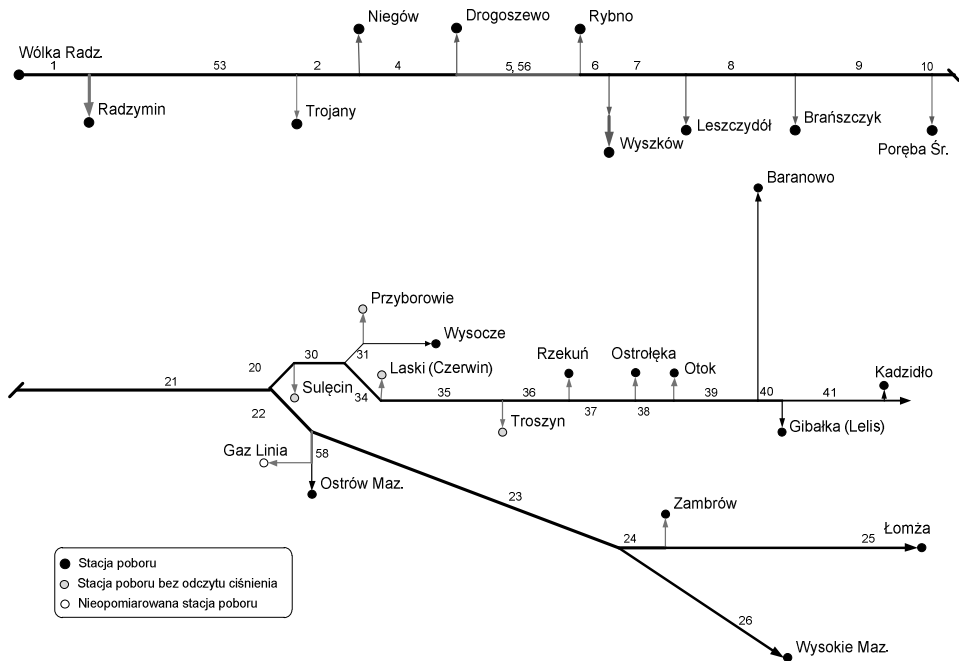 Niegów
Drogoszewo
Rybno
Wólka Radz.
1
53
2
4
5, 56
6
7
8
9
10
Radzymin
Trojany
Wyszków
Leszczydół
Brańszczyk
Poręba Śr.
Baranowo
Przyborowie
Wysocze
20
30
31
Laski (Czerwin)
Rzekuń
Ostrołęka
Otok
Kadzidło
21
Sulęcin
34
35
36
37
38
39
40
41
22
Troszyn
Gibałka (Lelis)
Gaz Linia
58
Ostrów Maz.
23
Zambrów
Łomża
24
25
26
Wysokie Maz.
Stacja poboru
Stacja poboru bez odczytu ciśnienia
Nieopomiarowana stacja poboru